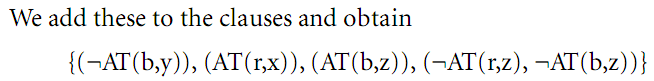 We add these to the clauses and obtain
{(¬AT(b,y)), (AT(r,x)), (AT(b,z)), (¬AT(r,z), ¬AT(b,z))}